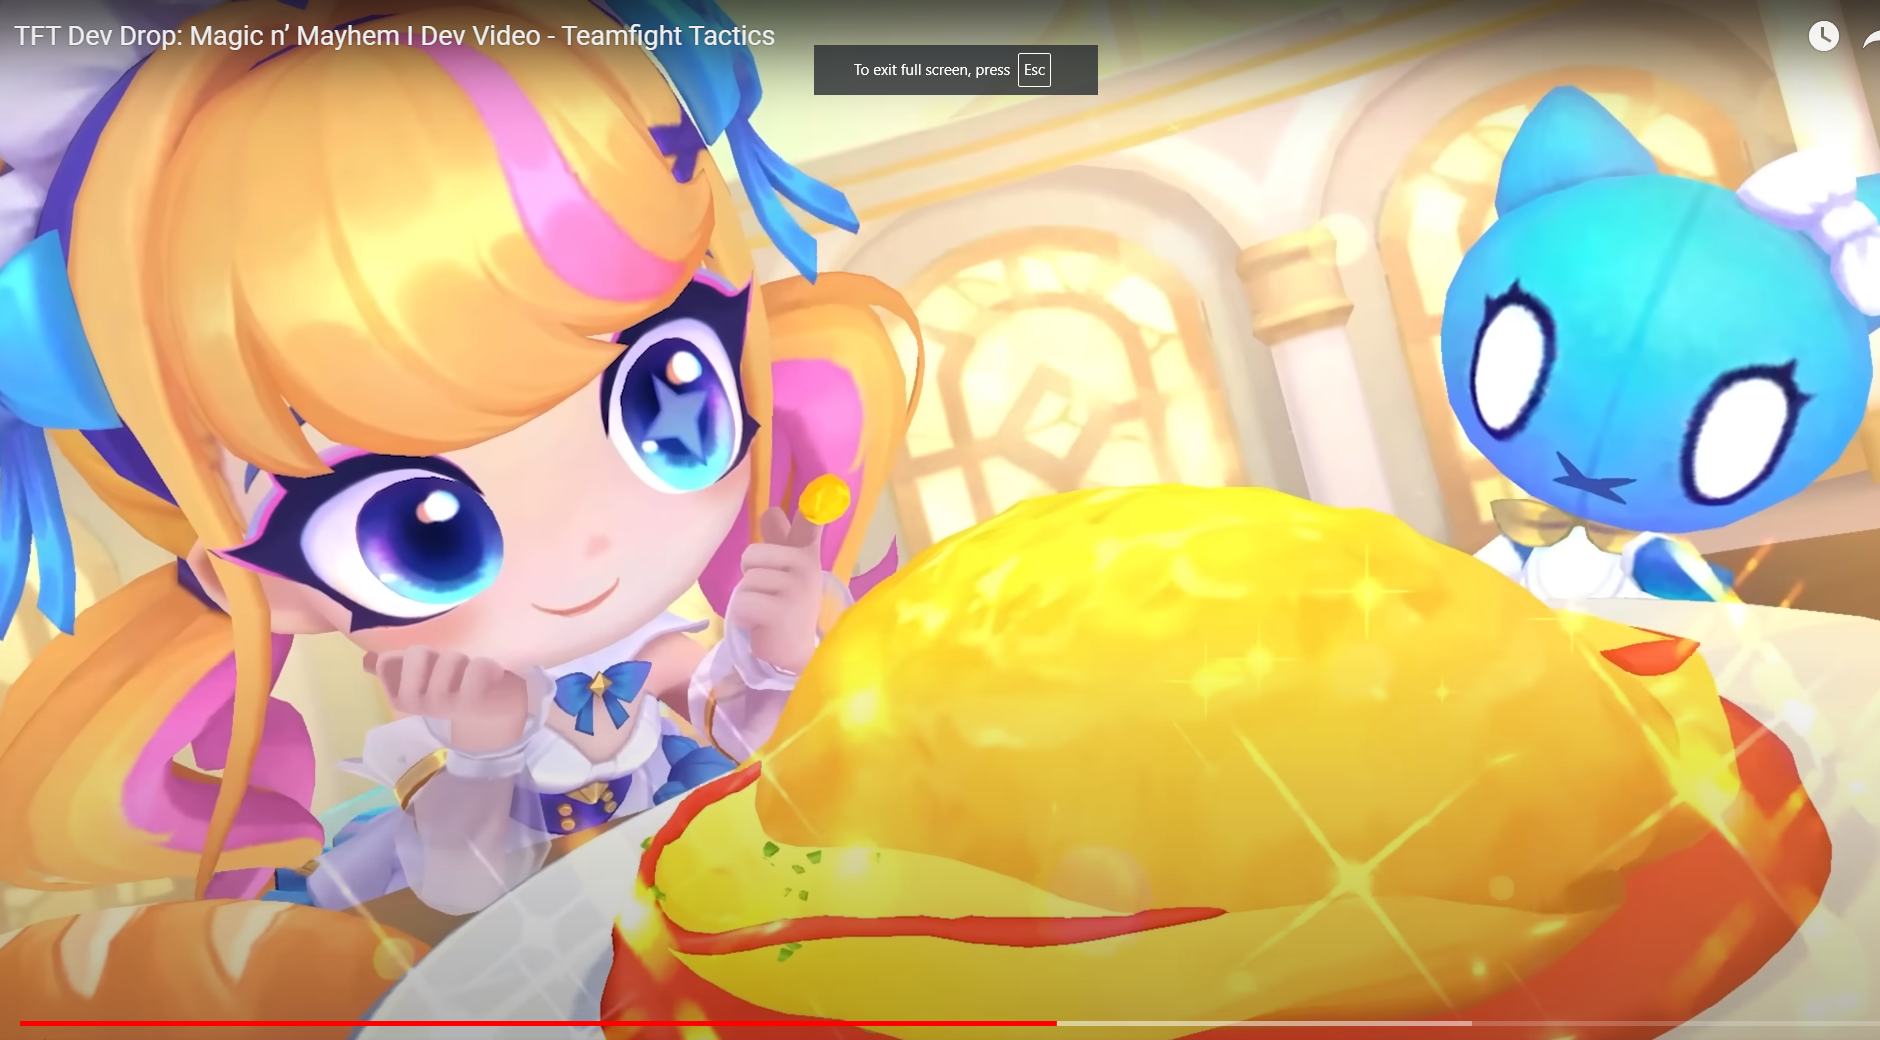 TFT Dev Drop: Magic n’ Mayhem I Dev Video - Teamfight Tactics
To exit full screen, press Esc